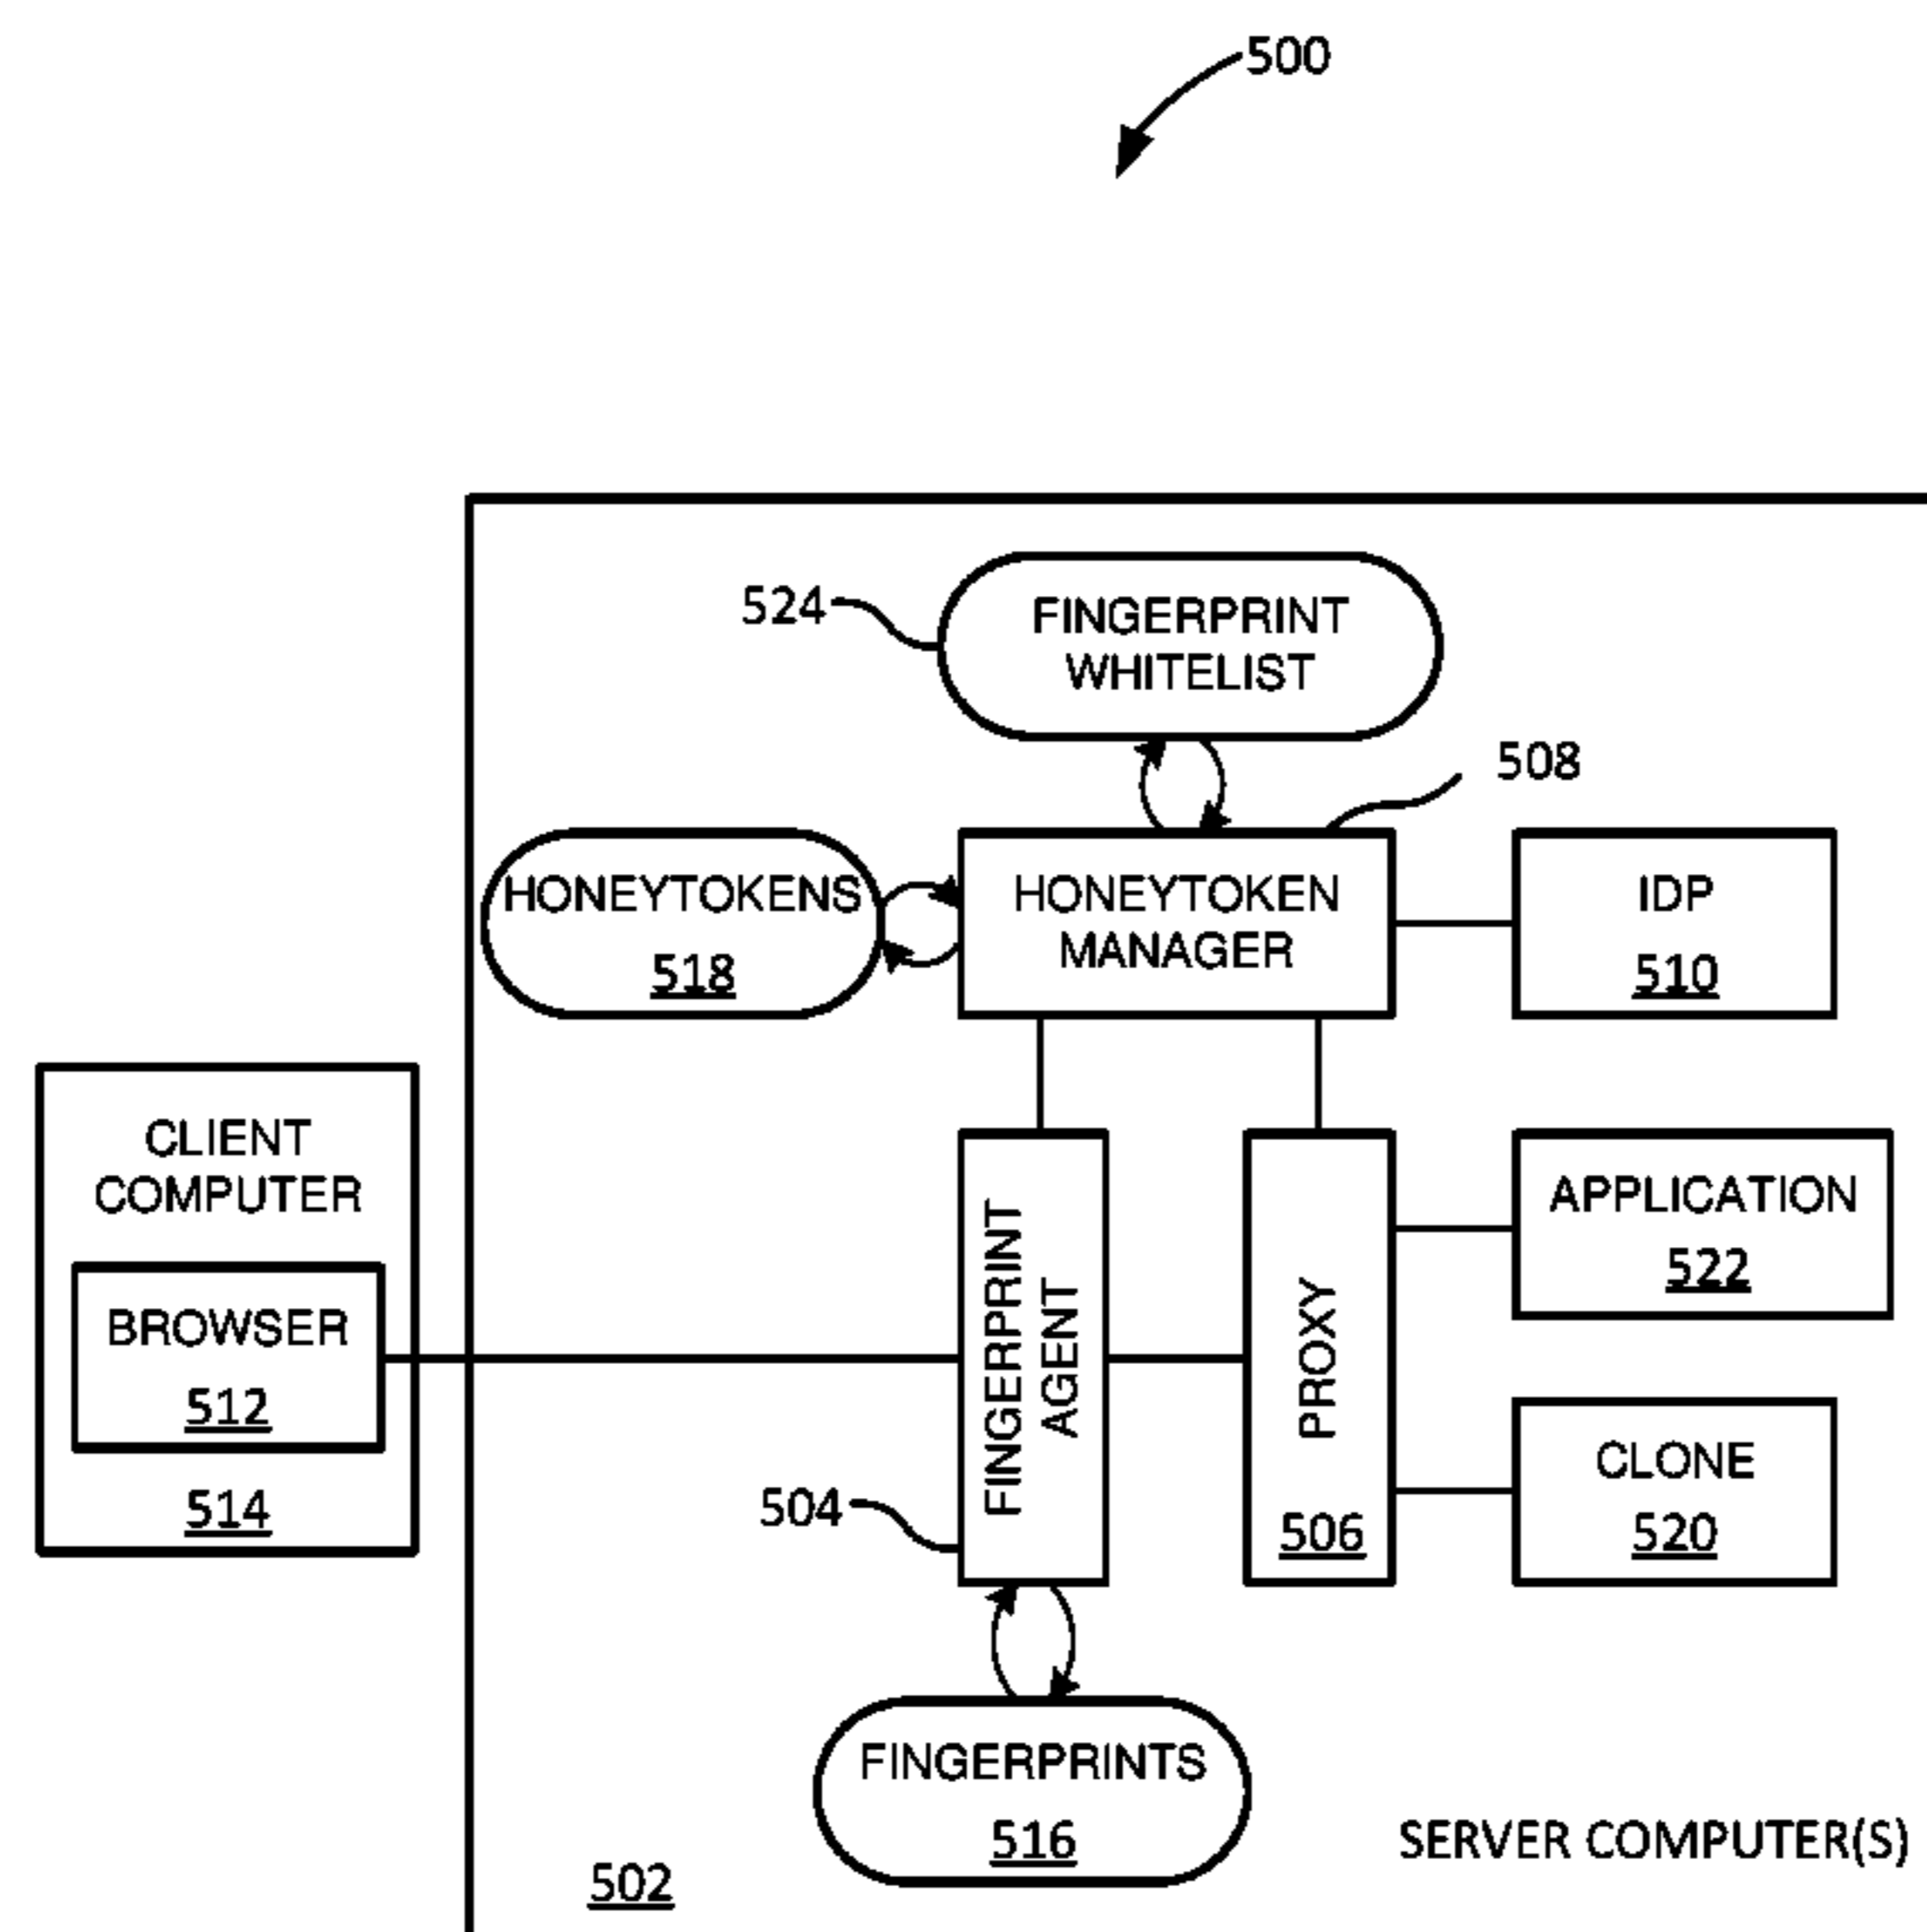 500
524
FINGERPRINT
WHITELIST
508
HONEYTOKENS
518
HONEYTOKEN
MANAGER
IDP
510
CLIENT
COMPUTER
BROWSER
512
514
FINGERPRINT
AGENT
504
PROXY
506
APPLICATION
522
CLONE
520
FINGERPRINTS
516
SERVER COMPUTER(S)
502